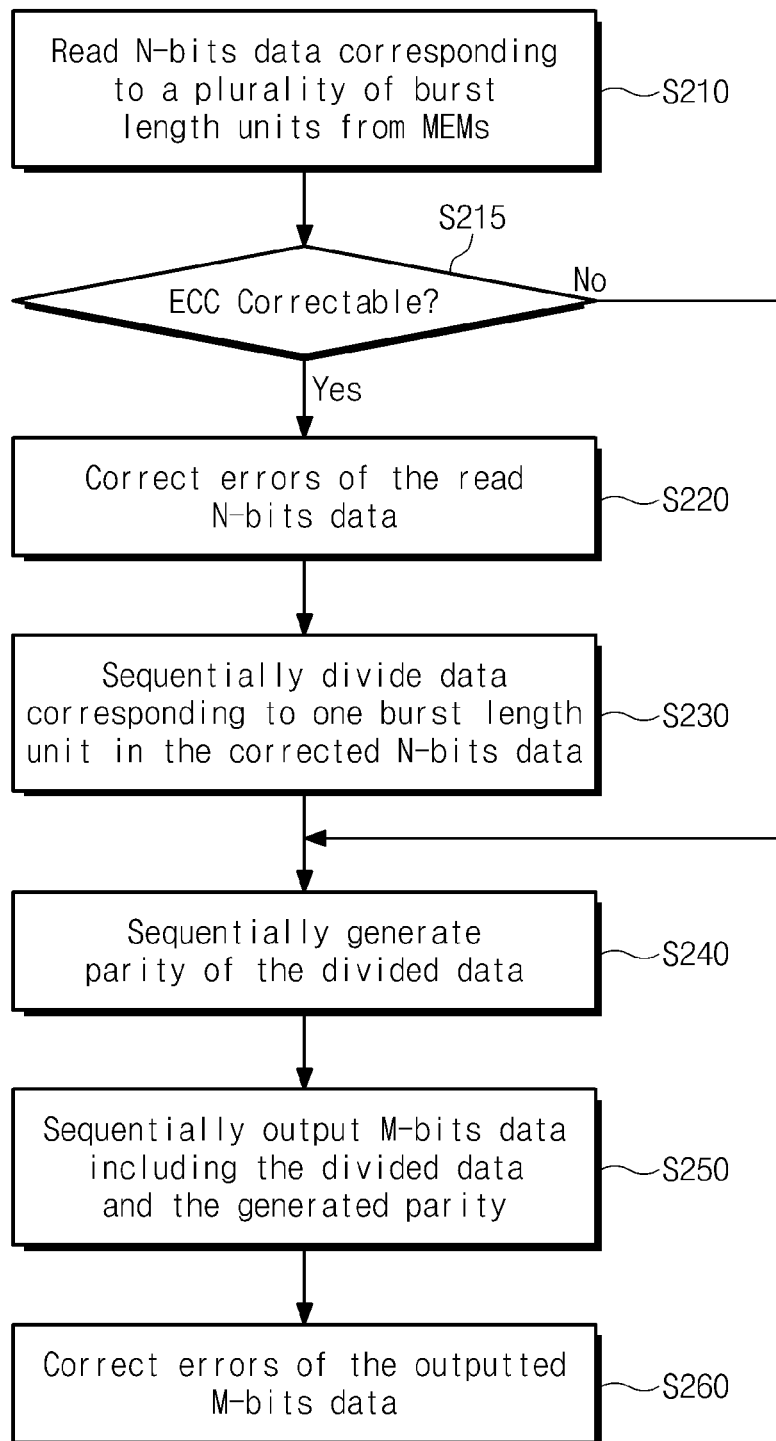 Read N-bits data corresponding
to a plurality of burst
length units from MEMs
S210
S215
ECC Correctable?
No
Yes
Correct errors of the read
N-bits data
S220
Sequentially divide data
corresponding to one burst length
unit in the corrected N-bits data
S230
Sequentially generate
parity of the divided data
S240
Sequentially output M-bits data
including the divided data
and the generated parity
S250
Correct errors of the outputted
M-bits data
S260